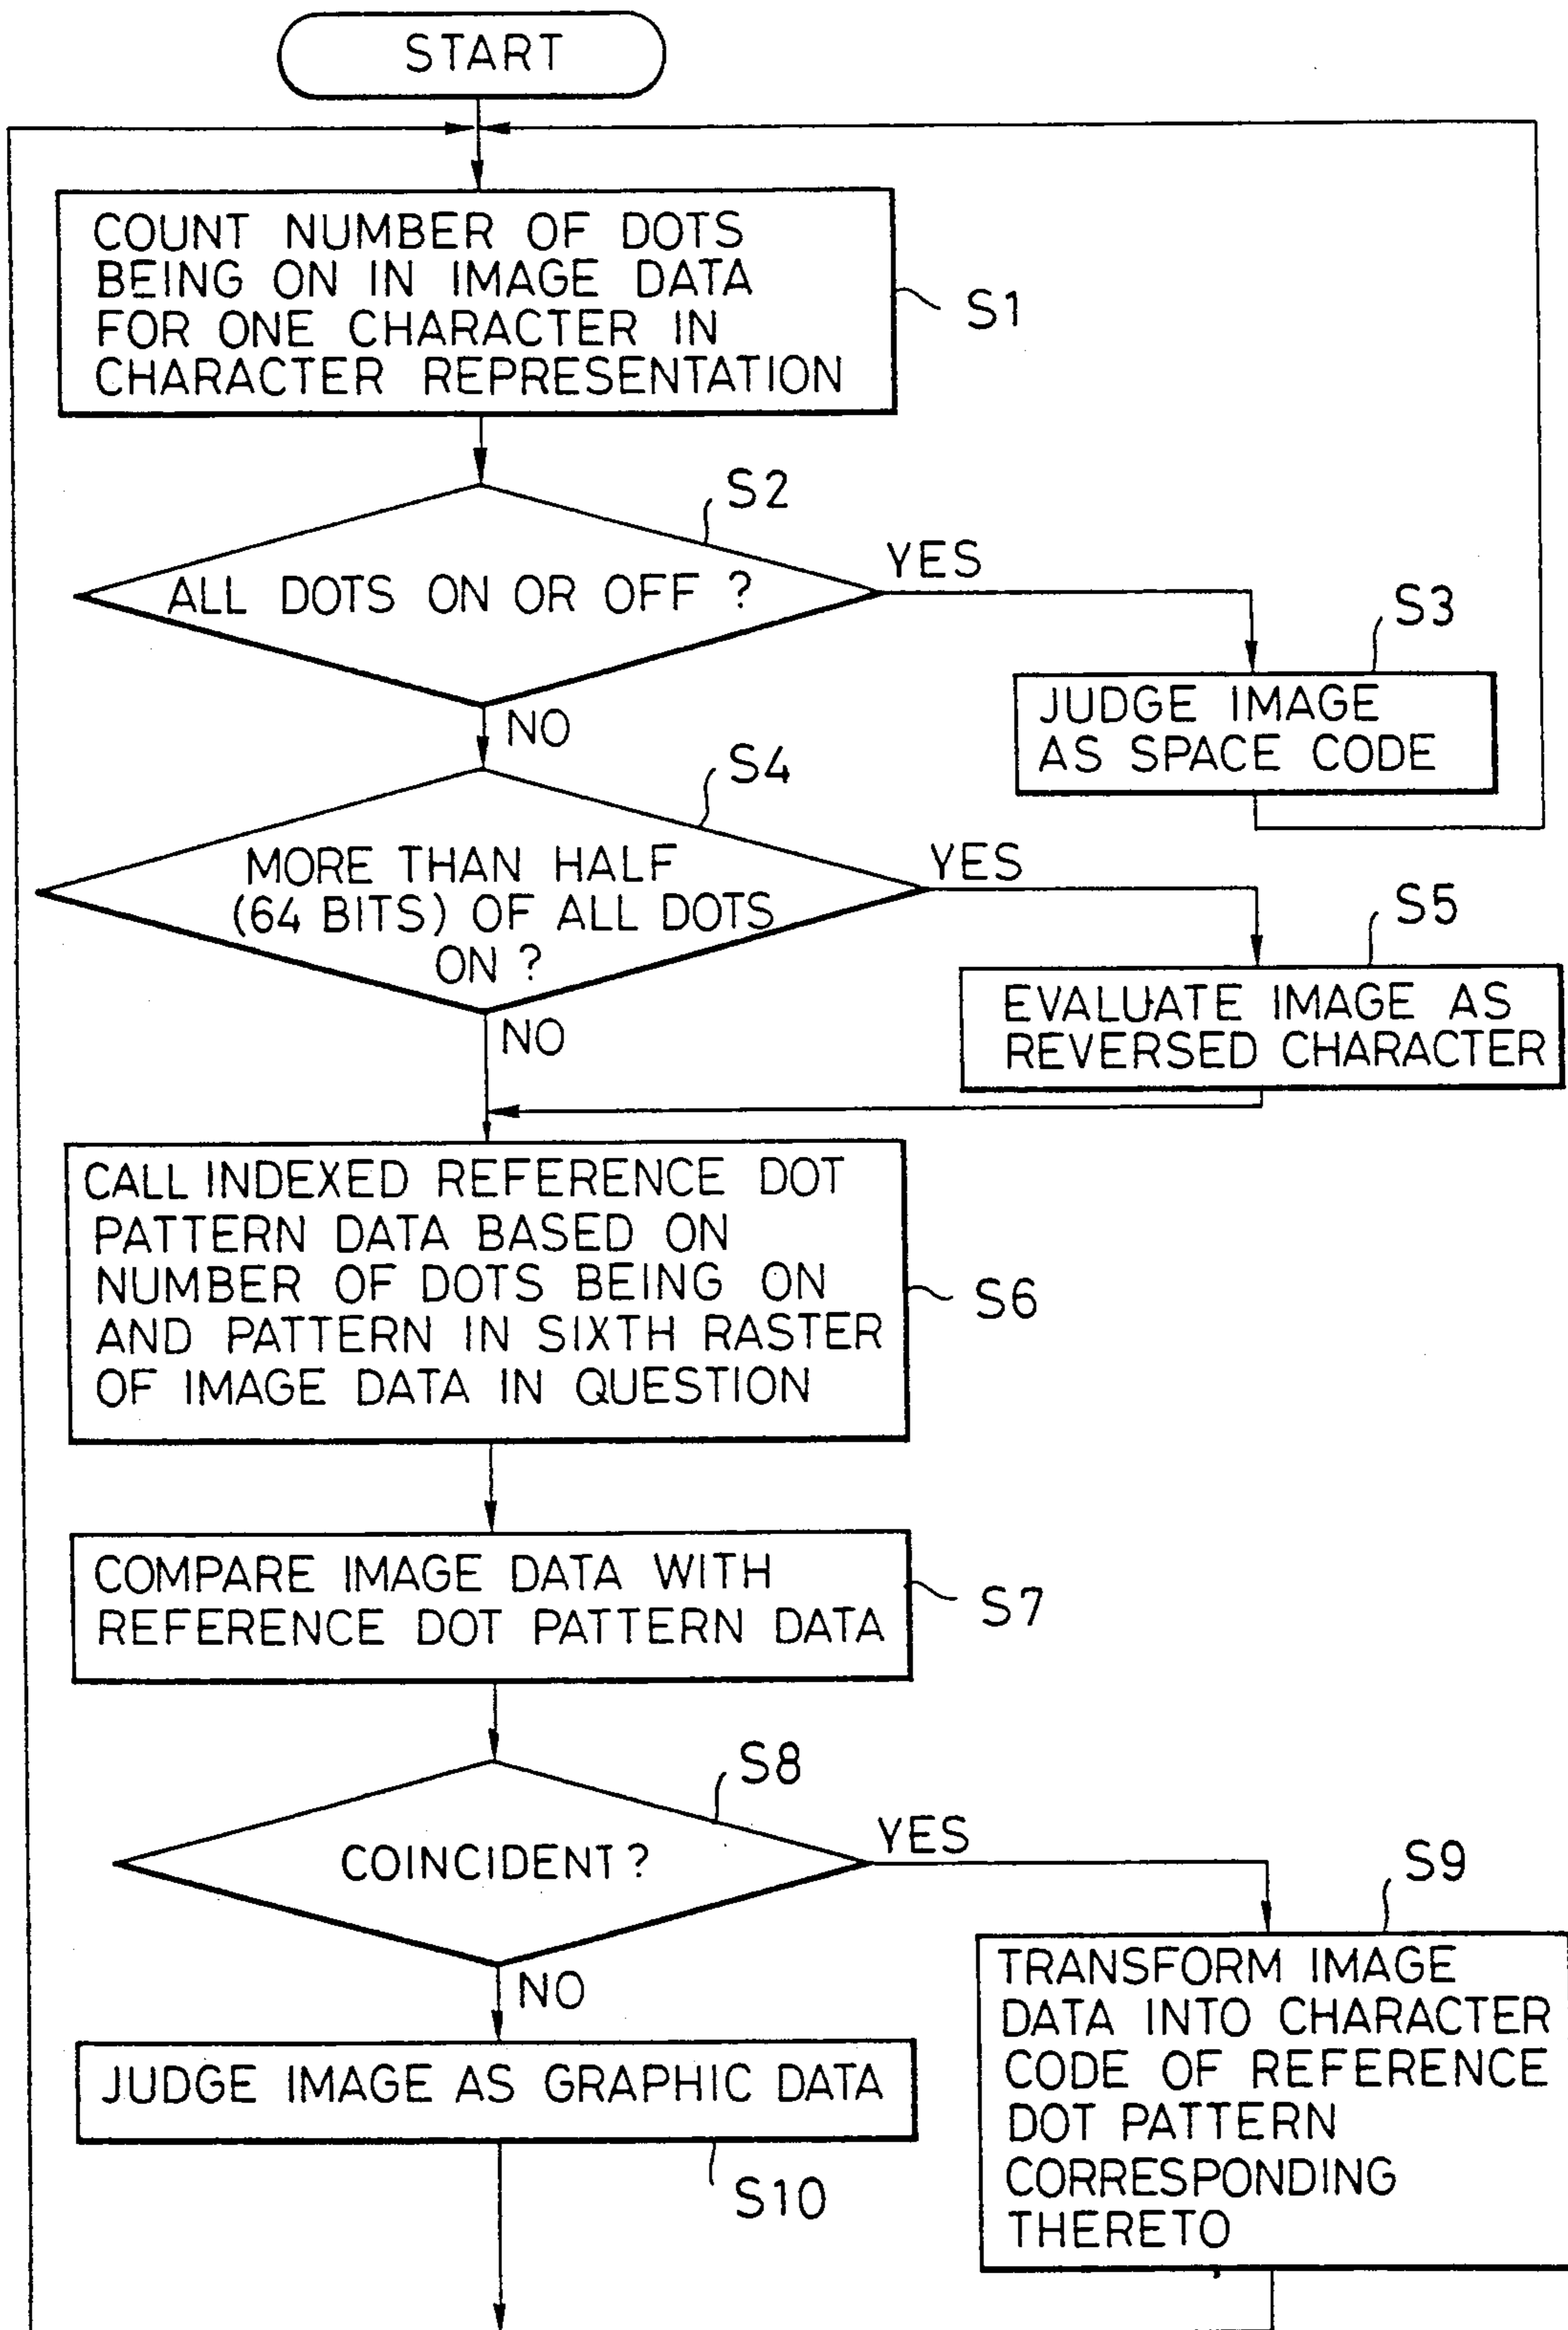 START
COUNT NUMBER OF DOTS
BEING ON IN IMAGE DATA
FOR ONE CHARACTER IN
CHARACTER REPRESENTATION
S1
S2
ALL DOTS ON OR OFF ?
YES
NO
S3
JUDGE IMAGE
AS SPACE CODE
S4
MORE THAN HALF
(64 BITS) OF ALL DOTS
ON ?
YES
NO
S5
EVALUATE IMAGE AS
REVERSED CHARACTER
CALL INDEXED REFERENCE DOT
PATTERN DATA BASED ON
NUMBER OF DOTS BEING ON
AND PATTERN IN SIXTH RASTER
OF IMAGE DATA IN QUESTION
S6
COMPARE IMAGE DATA WITH
REFERENCE DOT PATTERN DATA
S7
S8
COINCIDENT ?
YES
NO
S9
TRANSFORM IMAGE
DATA INTO CHARACTER
CODE OF REFERENCE
DOT PATTERN
CORRESPONDING
THERETO
JUDGE IMAGE AS GRAPHIC DATA
S10